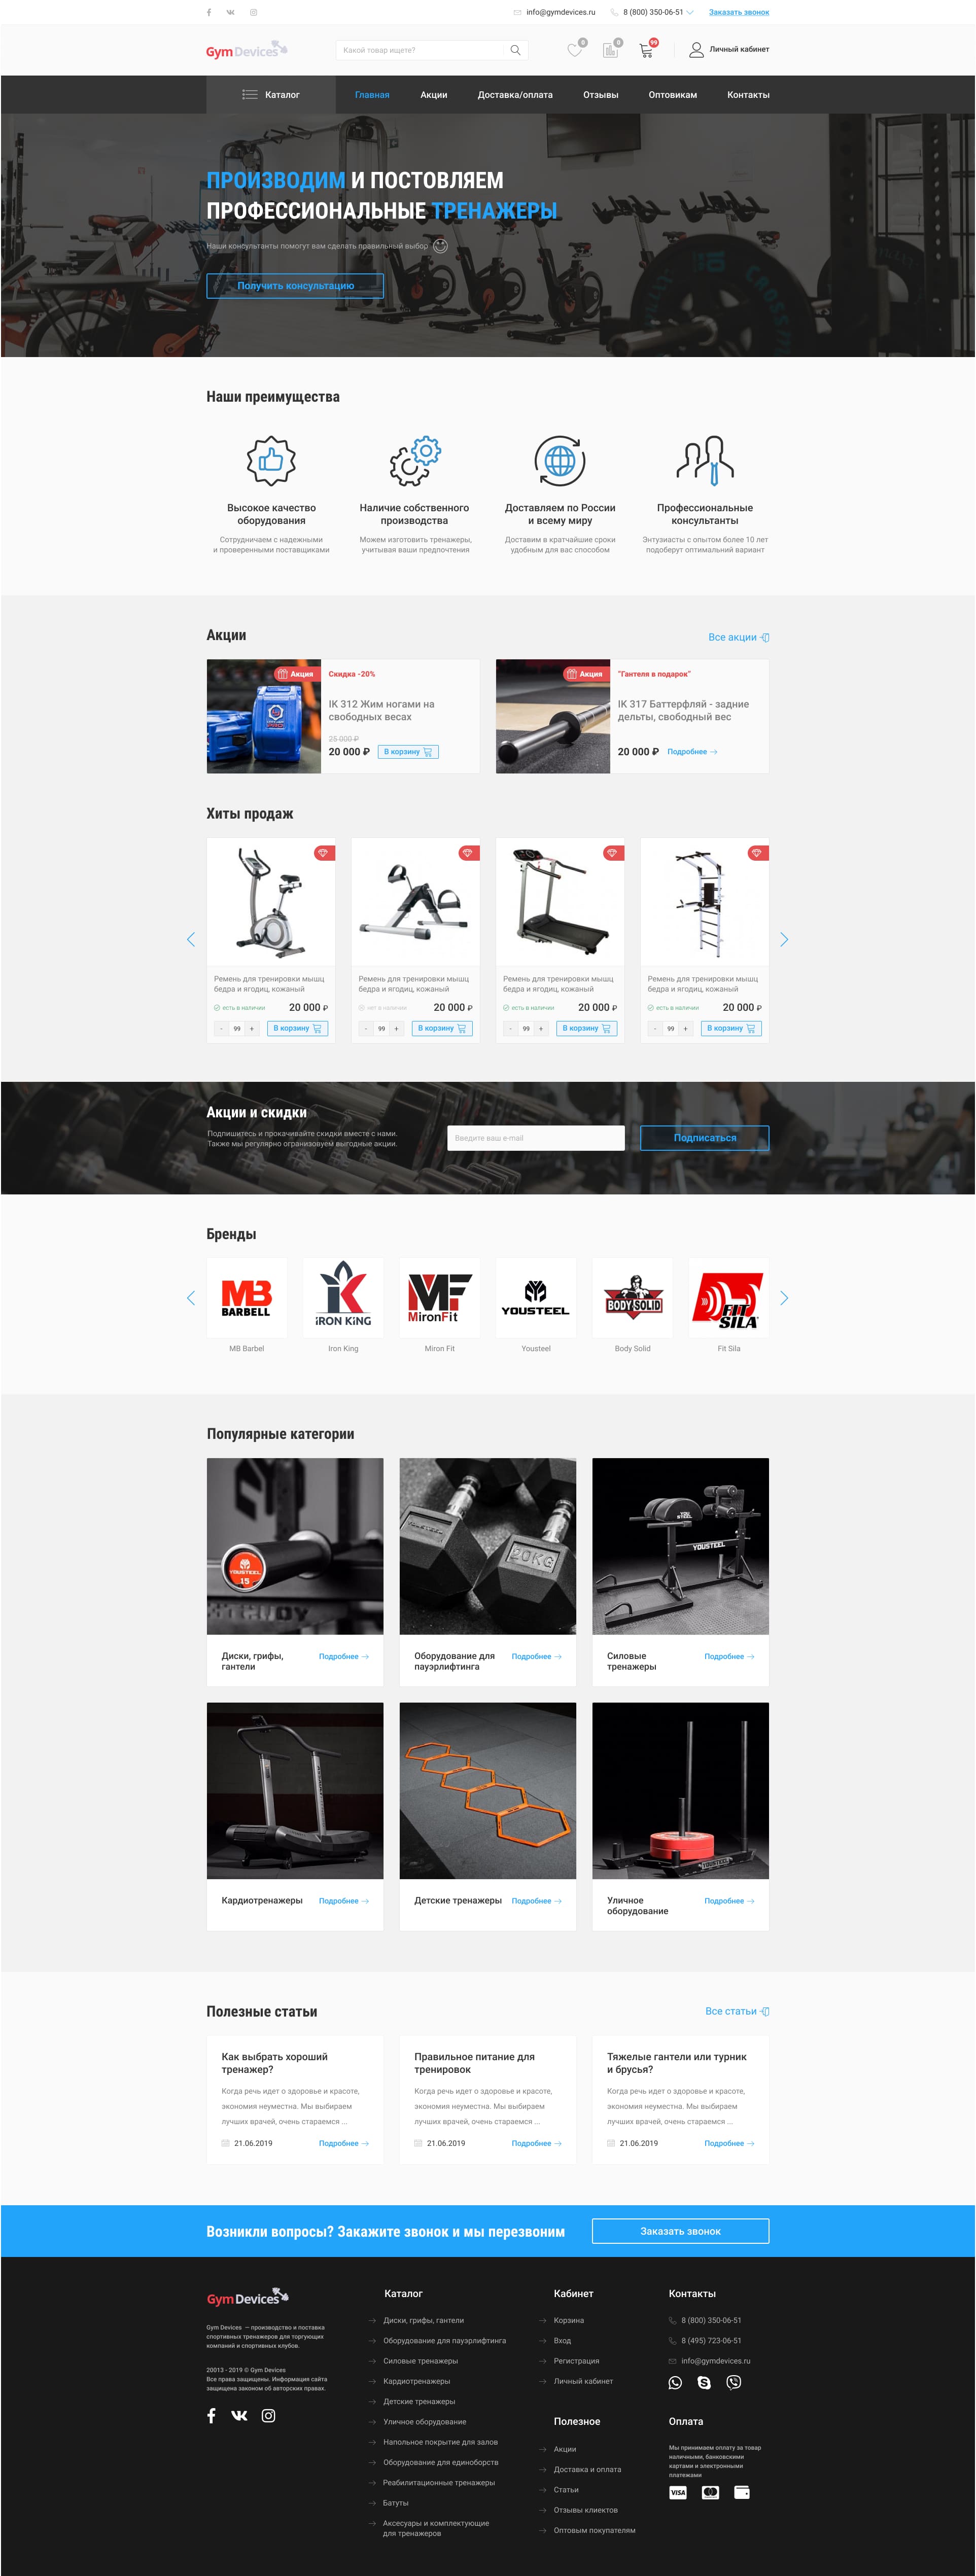 info@gymdevices.ru
8 (800) 350-06-51
Заказать звонок
Gym Devices
Какой товар ищете?
0
0
99
Личный кабинет
Каталог
Главная
Акции
Доставка/оплата
Отзывы
Оптовикам
Контакты
ПРОИЗВОДИМ И ПОСТОВЛЯЕМ
ПРОФЕССИОНАЛЬНЫЕ ТРЕНАЖЕРЫ
Наши консультанты помогут вам сделать правильный выбор
Получить консультацию
Наши преимущества
Высокое качество
оборудования
Сотрудничаем с надежными
и проверенными поставщиками
Наличие собственного
производства
Можем изготовить тренажеры,
учитывая ваши предпочтения
Доставляем по России
и всему миру
Доставим в кратчайшие сроки
удобным для вас способом
Профессиональные
консультанты
Энтузиасты с опытом более 10 лет
подоберут оптимальний вариант
Акции
Все акции
Акция
Скидка -20%
IK 312 Жим ногами на
свободных весах
25 000 ₽
20 000 ₽
В корзину
Акция
"Гантеля в подарок"
IK 317 Баттерфляй - задние
дельты, свободный вес
20 000 ₽
Подробнее
Хиты продаж
Ремень для тренировки мышц
бедра и ягодиц, кожаный
есть в наличии
20 000 ₽
- 99 +
В корзину
Ремень для тренировки мышц
бедра и ягодиц, кожаный
нет в наличии
20 000 ₽
- 99 +
В корзину
Ремень для тренировки мышц
бедра и ягодиц, кожаный
есть в наличии
20 000 ₽
- 99 +
В корзину
Ремень для тренировки мышц
бедра и ягодиц, кожаный
есть в наличии
20 000 ₽
- 99 +
В корзину
Акции и скидки
Подпишитесь и прокачивайте скидки вместе с нами.
Также мы регулярно огранизовуем выгодные акции.
Введите ваш e-mail
Подписаться
Бренды
MB
BARBELL
MB Barbel
IRON KING
Iron King
MF
MironFit
Miron Fit
YOUSTEEL
Yousteel
BODY SOLID
Body Solid
FIT
SILA
Fit Sila
Популярные категории
YOUSTEEL
15
Диски, грифы,
гантели
Подробнее
20KG
Оборудование для
пауэрлифтинга
Подробнее
YOU
STEEL
YOUSTEEL
Силовые
тренажеры
Подробнее
Кардиотренажеры
Подробнее
Детские тренажеры
Подробнее
YOUSTEEL
Уличное
оборудование
Подробнее
Полезные статьи
Все статьи
Как выбрать хороший
тренажер?
Когда речь идет о здоровье и красоте,
экономия неуместна. Мы выбираем
лучших врачей, очень стараемся ...
21.06.2019
Подробнее
Правильное питание для
тренировок
Когда речь идет о здоровье и красоте,
экономия неуместна. Мы выбираем
лучших врачей, очень стараемся ...
21.06.2019
Подробнее
Тяжелые гантели или турник
и брусья?
Когда речь идет о здоровье и красоте,
экономия неуместна. Мы выбираем
лучших врачей, очень стараемся ...
21.06.2019
Подробнее
Возникли вопросы? Закажите звонок и мы перезвоним
Заказать звонок
Gym Devices
Gym Devices — производство и поставка
спортивных тренажеров для торгующих
компаний и спортивных клубов.
20013 - 2019 © Gym Devices
Все права защищены. Информация сайта
защищена законом об авторских правах.
Каталог
Диски, грифы, гантели
Оборудование для пауэрлифтинга
Силовые тренажеры
Кардиотренажеры
Детские тренажеры
Уличное оборудование
Напольное покрытие для залов
Оборудование для единоборств
Реабилитационные тренажеры
Батуты
Аксесуары и комплектующие
для тренажеров
Кабинет
Корзина
Вход
Регистрация
Личный кабинет
Полезное
Акции
Доставка и оплата
Статьи
Отзывы клиектов
Оптовым покупателям
Контакты
8 (800) 350-06-51
8 (495) 723-06-51
info@gymdevices.ru
Оплата
Мы принимаем оплату за товар
наличными, банковскими
картами и электронными
платежами
VISA